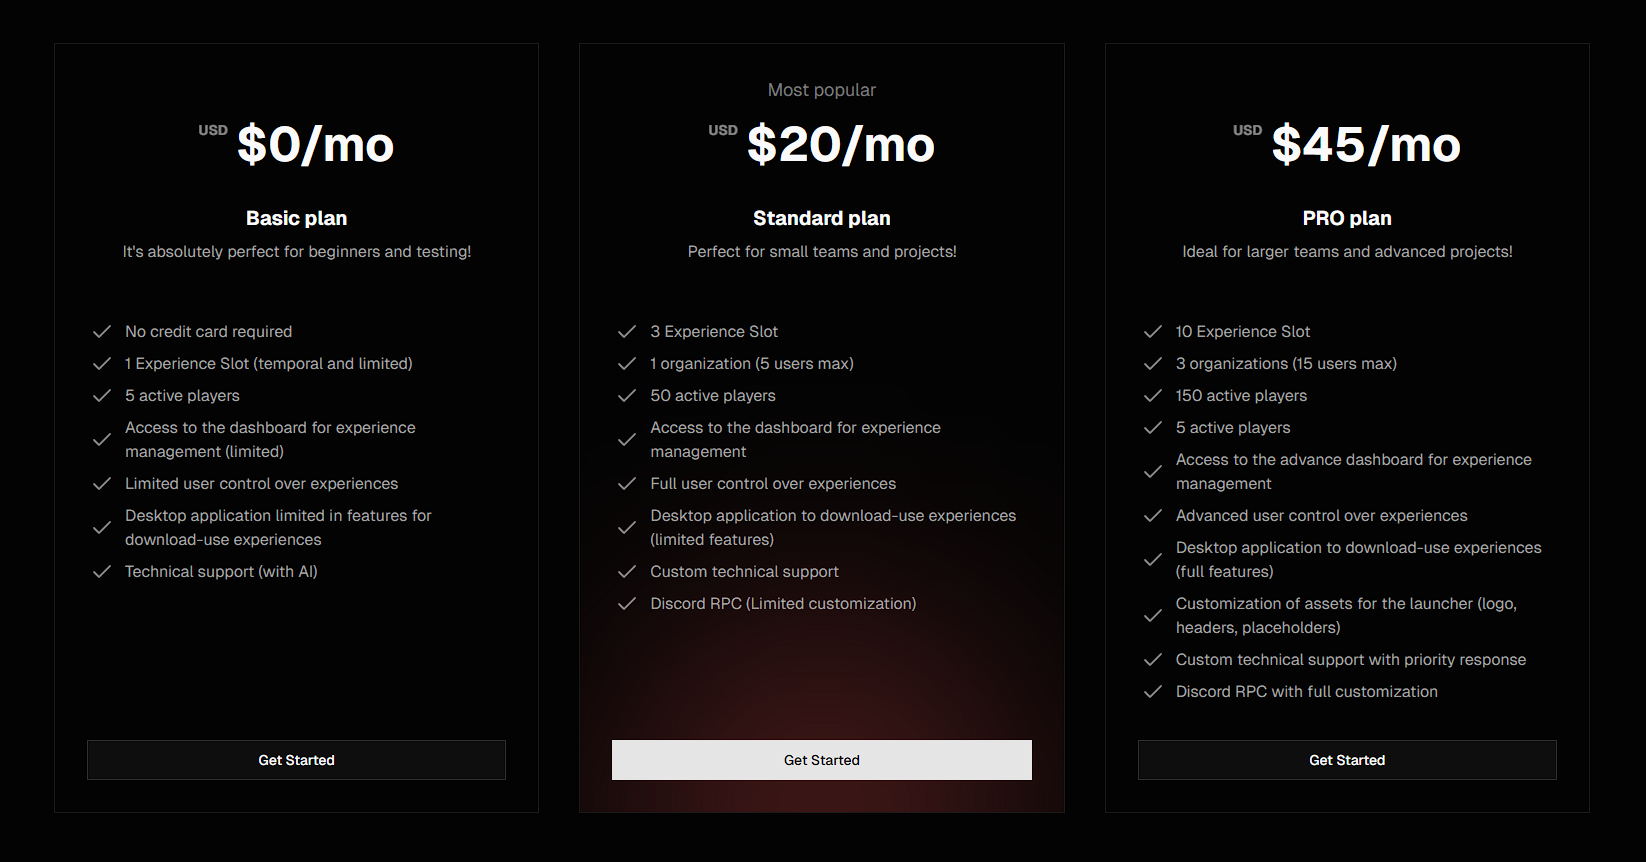 USD $0/mo
Basic plan
It's absolutely perfect for beginners and testing!
No credit card required
1 Experience Slot (temporal and limited)
5 active players
Access to the dashboard for experience
management (limited)
Limited user control over experiences
Desktop application limited in features for
download-use experiences
Technical support (with AI)
Get Started
Most popular
USD $20/mo
Standard plan
Perfect for small teams and projects!
3 Experience Slot
1 organization (5 users max)
50 active players
Access to the dashboard for experience
management
Full user control over experiences
Desktop application to download-use experiences
(limited features)
Custom technical support
Discord RPC (Limited customization)
Get Started
USD $45/mo
PRO plan
Ideal for larger teams and advanced projects!
10 Experience Slot
3 organizations (15 users max)
150 active players
5 active players
Access to the advance dashboard for experience
management
Advanced user control over experiences
Desktop application to download-use experiences
(full features)
Customization of assets for the launcher (logo,
headers, placeholders)
Custom technical support with priority response
Discord RPC with full customization
Get Started